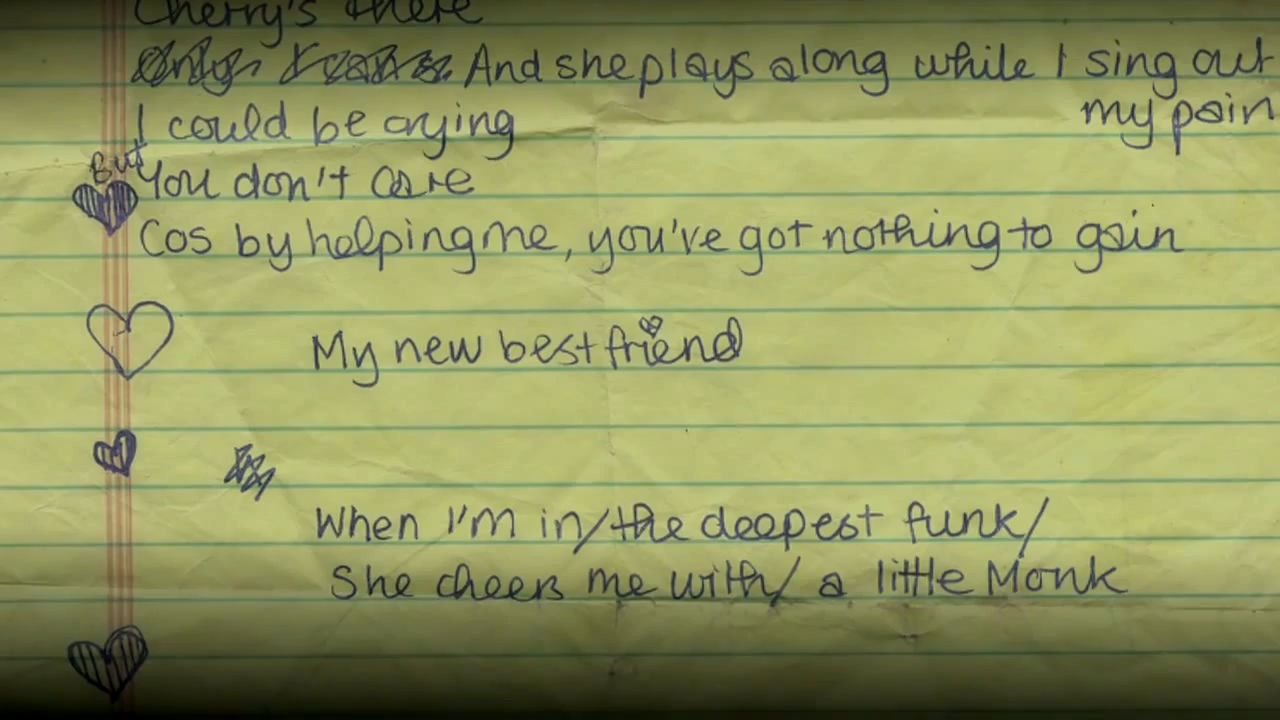 Cherry's there
And she plays along while I sing out
my pain
I could be crying
But
You don't care
Cos by helping me, you've got nothing to gain
My new best friend
When I'm in/the deepest funk/
She cheers me with/ a little Monk